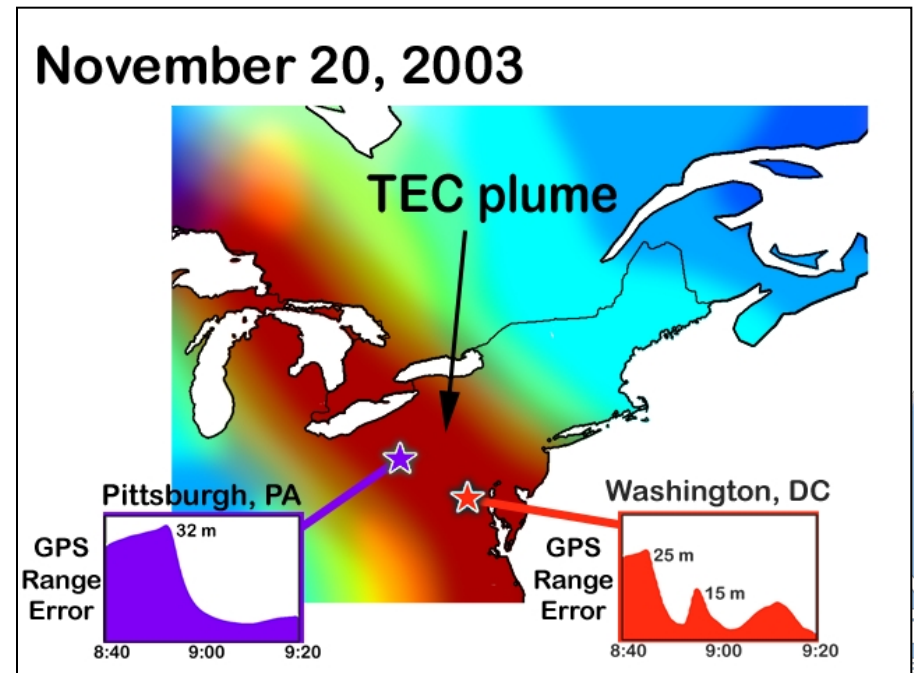 November 20, 2003
TEC plume
Pittsburgh, PA
GPS
Range
Error
32 m
8:40 9:00 9:20
Washington, DC
GPS
Range
Error
25 m
15 m
8:40 9:00 9:20